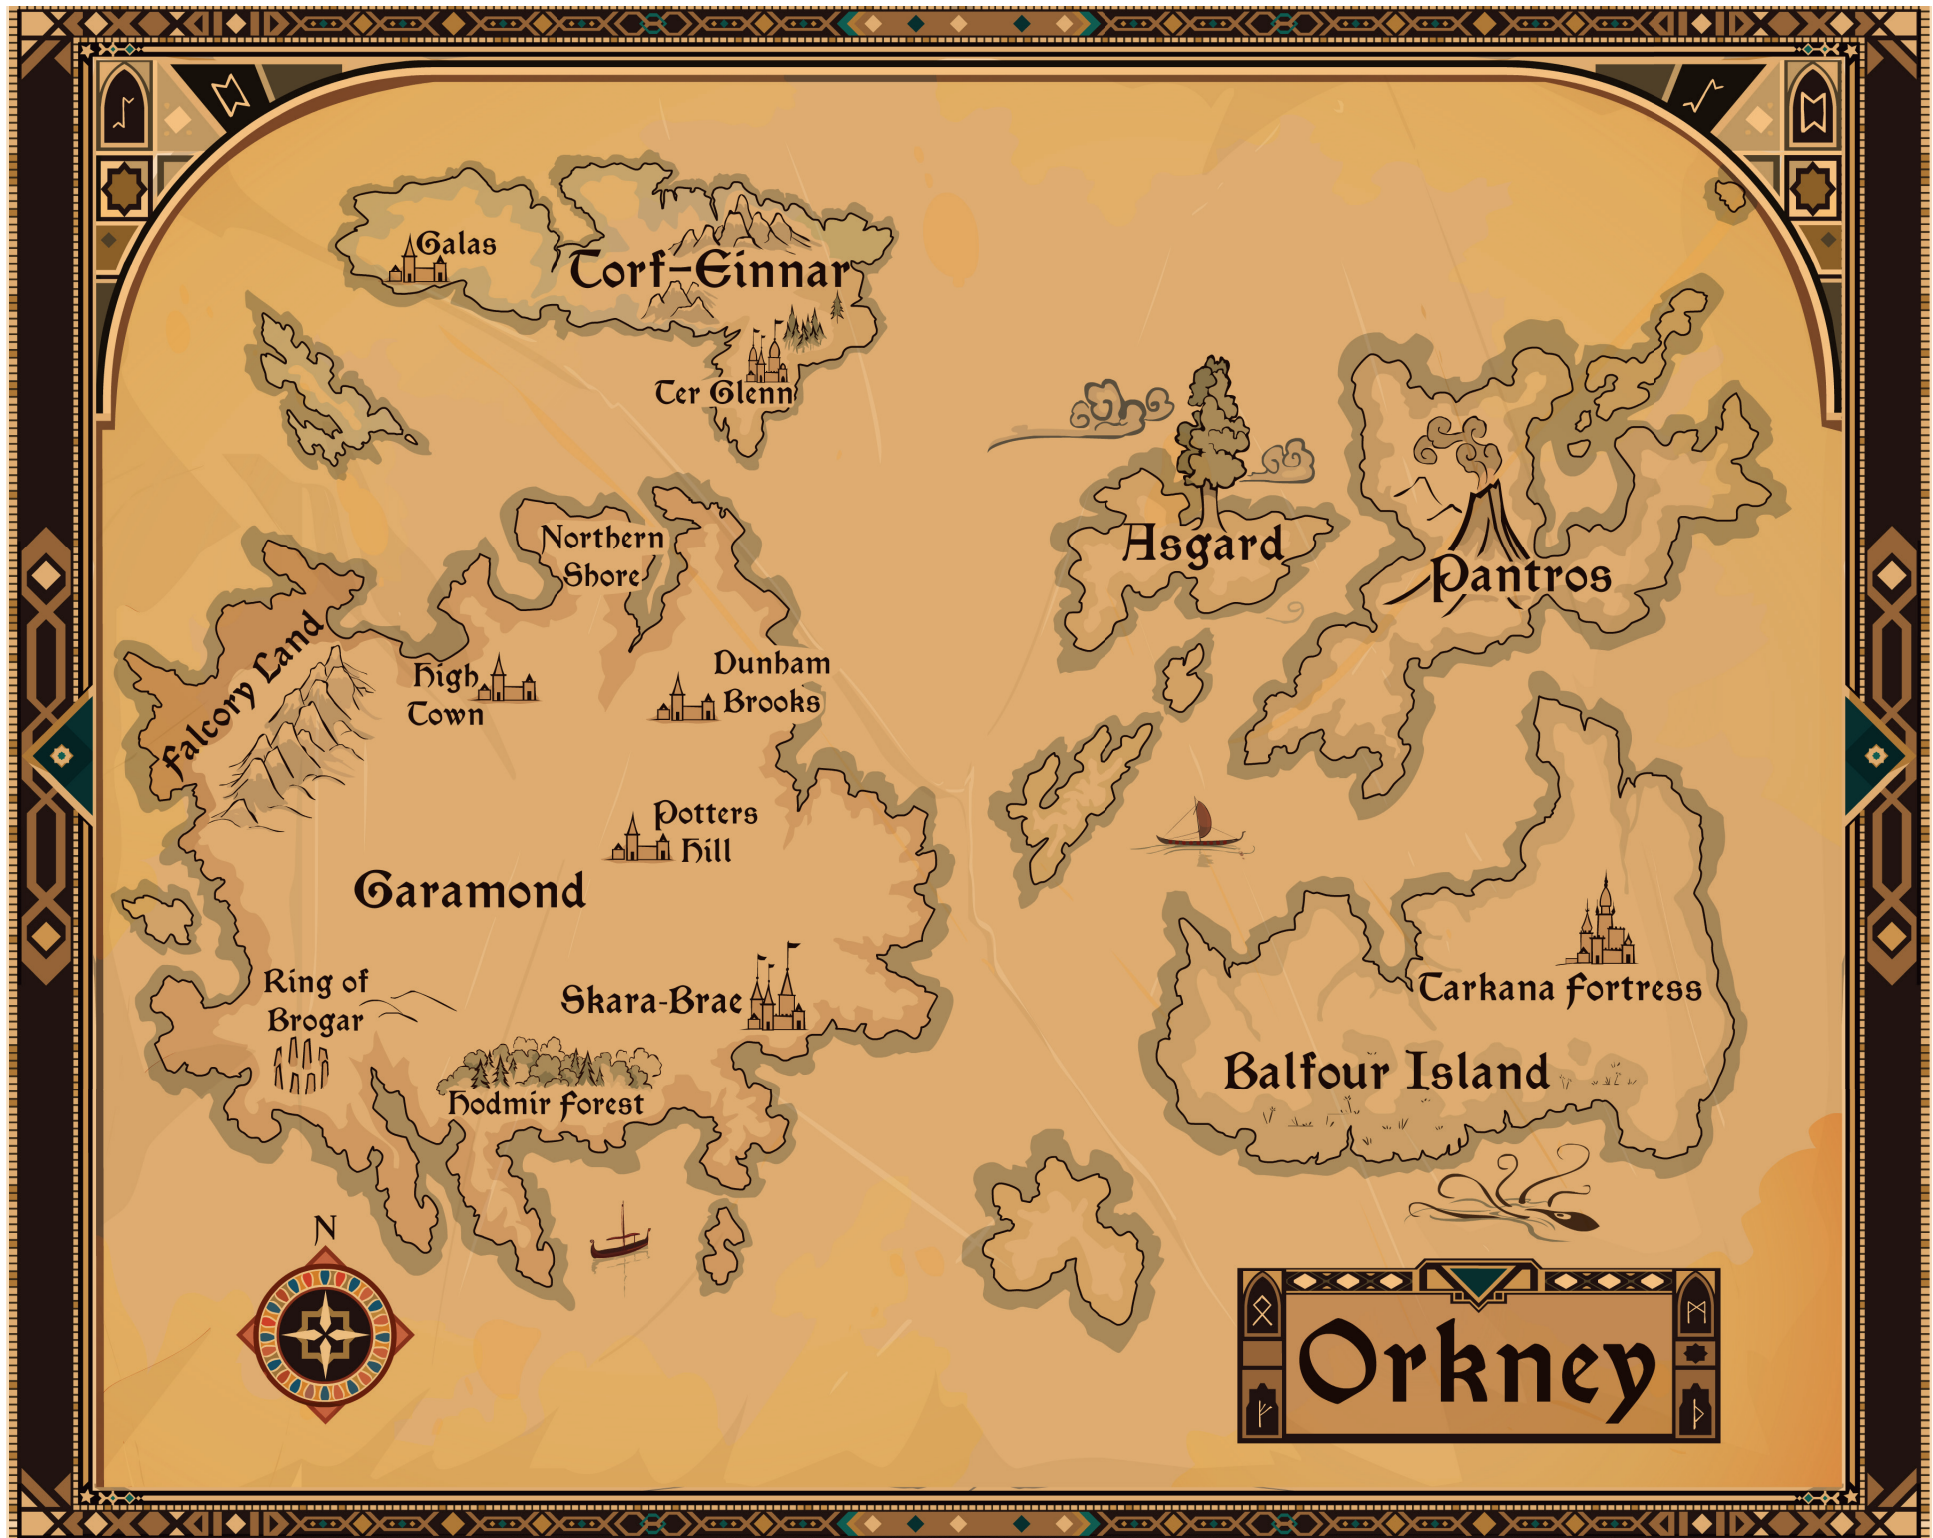 Galas
Torf-Einnar
Ter Glenn
Northern
Shore
Asgard
Pantros
Falcory Land
High
Town
Dunham
Brooks
Potters
Hill
Garamond
Ring of
Brogar
Skara-Brae
Tarkana Fortress
Balfour Island
Hodmir Forest
N
Orkney